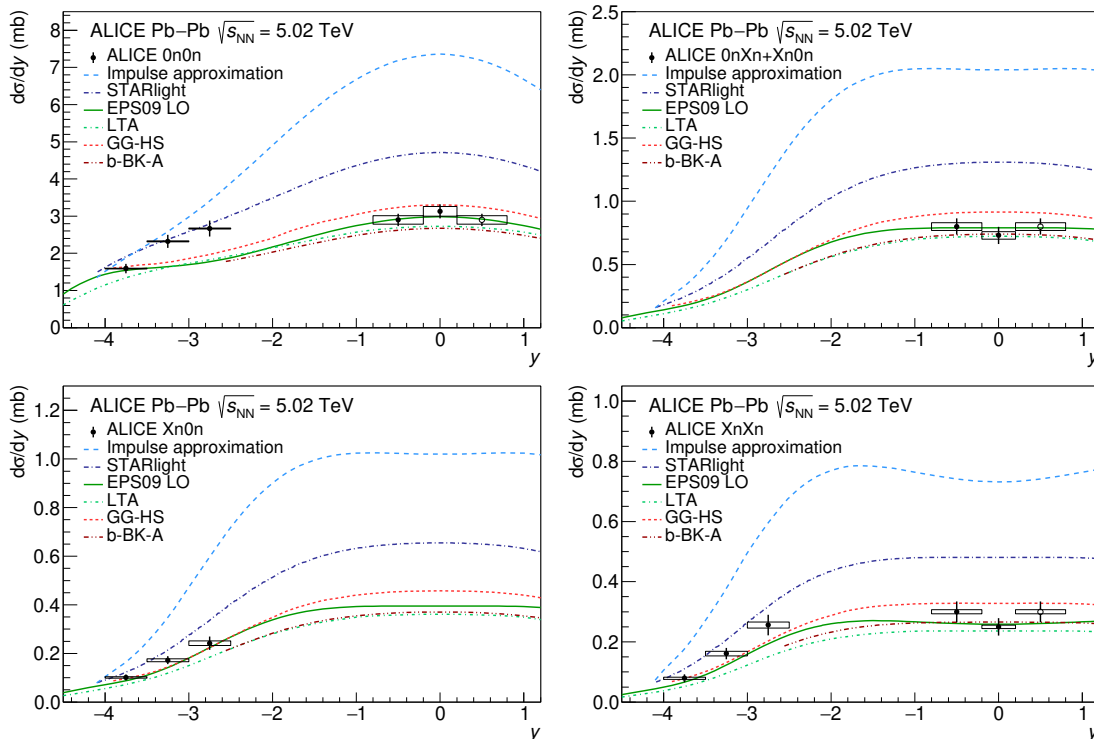 ALICE Pb−Pb √sNN = 5.02 TeV
ALICE 0n0n
Impulse approximation
STARlight
EPS09 LO
LTA
GG-HS
b-BK-A
dσ/dy (mb)
8
7
6
5
4
3
2
1
0
−4 −3 −2 −1 0 1
y
ALICE Pb−Pb √sNN = 5.02 TeV
ALICE 0nXn+Xn0n
Impulse approximation
STARlight
EPS09 LO
LTA
GG-HS
b-BK-A
dσ/dy (mb)
2.5
2.0
1.5
1.0
0.5
0.0
−4 −3 −2 −1 0 1
y
ALICE Pb−Pb √sNN = 5.02 TeV
ALICE Xn0n
Impulse approximation
STARlight
EPS09 LO
LTA
GG-HS
b-BK-A
dσ/dy (mb)
1.2
1.0
0.8
0.6
0.4
0.2
0.0
−4 −3 −2 −1 0 1
y
ALICE Pb−Pb √sNN = 5.02 TeV
ALICE XnXn
Impulse approximation
STARlight
EPS09 LO
LTA
GG-HS
b-BK-A
dσ/dy (mb)
1.0
0.8
0.6
0.4
0.2
0.0
−4 −3 −2 −1 0 1
y